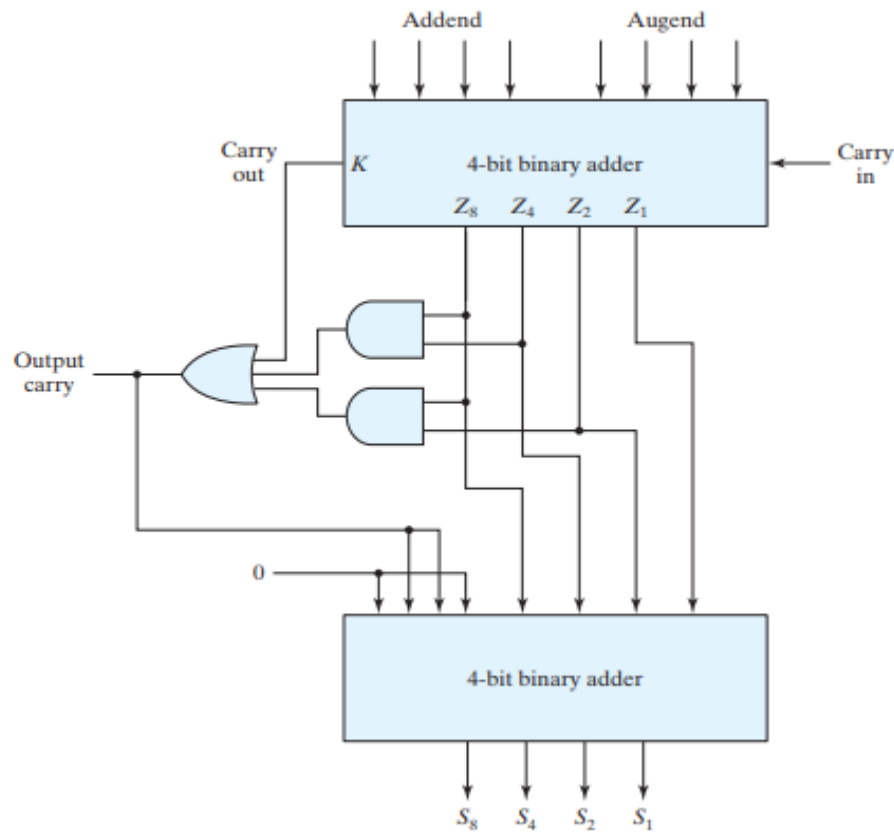 Addend Augend
Carry
out
K 4-bit binary adder
Carry
in
Z₈ Z₄ Z₂ Z₁
Output
carry
0
4-bit binary adder
S₈ S₄ S₂ S₁